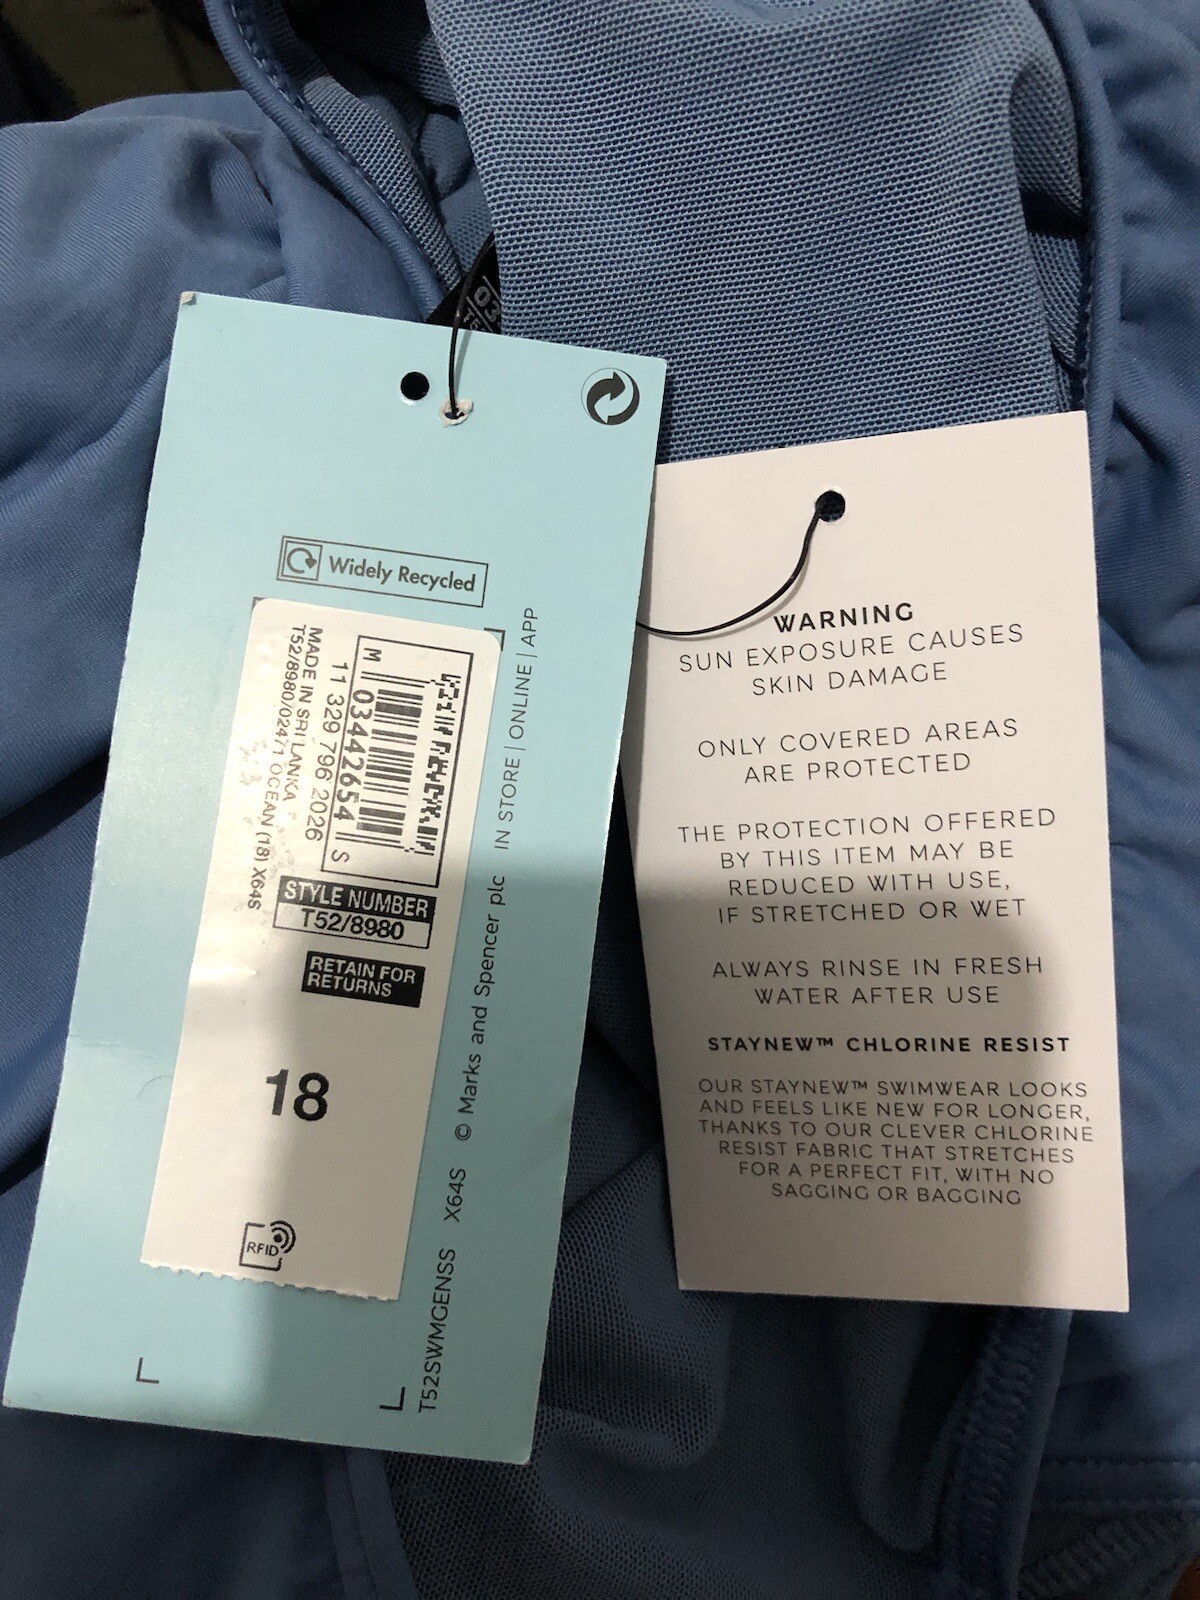 Widely Recycled
M 03442654 S
11 329 796 2026
MADE IN SRI LANKA
T52/8980/02471 OCEAN (18) X64S
STYLE NUMBER
T52/8980
RETAIN FOR
RETURNS
18
RFID
T52SWMGENSS X64S © Marks and Spencer plc IN STORE | ONLINE | APP
WARNING
SUN EXPOSURE CAUSES
SKIN DAMAGE
ONLY COVERED AREAS
ARE PROTECTED
THE PROTECTION OFFERED
BY THIS ITEM MAY BE
REDUCED WITH USE,
IF STRETCHED OR WET
ALWAYS RINSE IN FRESH
WATER AFTER USE
STAYNEW™ CHLORINE RESIST
OUR STAYNEW™ SWIMWEAR LOOKS
AND FEELS LIKE NEW FOR LONGER,
THANKS TO OUR CLEVER CHLORINE
RESIST FABRIC THAT STRETCHES
FOR A PERFECT FIT, WITH NO
SAGGING OR BAGGING